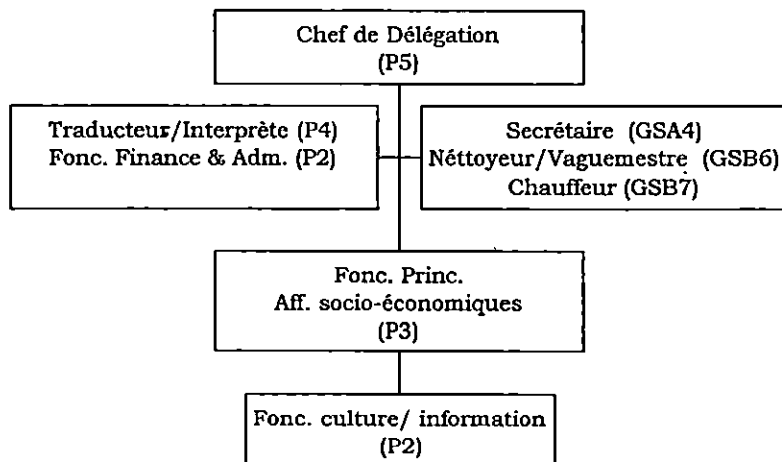 Chef de Délégation
(P5)
Traducteur/Interprète (P4)
Fonc. Finance & Adm. (P2)
Secrétaire (GSA4)
Néttoyeur/Vaguemestre (GSB6)
Chauffeur (GSB7)
Fonc. Princ.
Aff. socio-économiques
(P3)
Fonc. culture/ information
(P2)